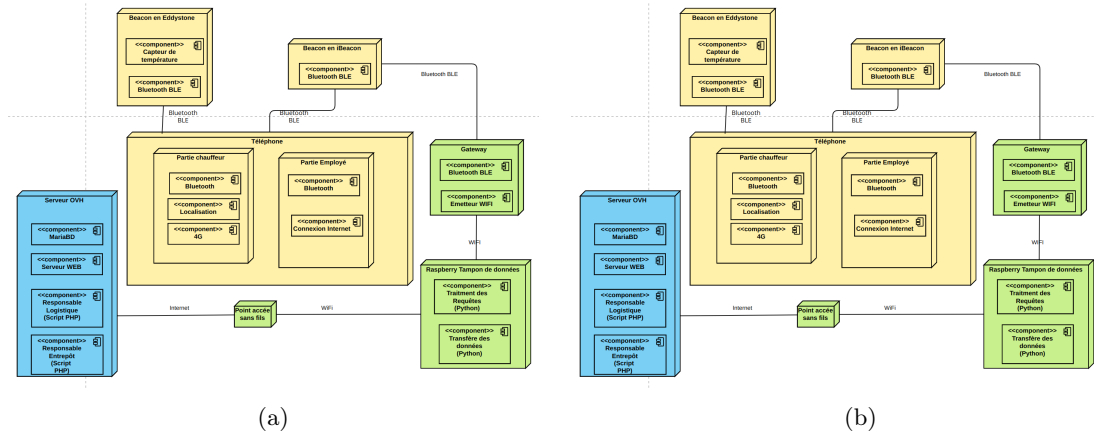 Beacon en Eddystone
<<component>>
Capteur de
température
<<component>>
Bluetooth BLE
Beacon en iBeacon
<<component>>
Bluetooth BLE
Bluetooth BLE
Bluetooth
BLE
Bluetooth
BLE
Téléphone
Partie chauffeur
<<component>>
Bluetooth
<<component>>
Localisation
<<component>>
4G
Partie Employé
<<component>>
Bluetooth
<<component>>
Connexion Internet
Gateway
<<component>>
Bluetooth BLE
<<component>>
Emetteur WIFI
WIFI
Serveur OVH
<<component>>
MariaBD
<<component>>
Serveur WEB
<<component>>
Responsable
Logistique
(Script PHP)
<<component>>
Responsable
Entrepôt
(Script
PHP)
Internet
Point accée
sans fils
WiFi
Raspberry Tampon de données
<<component>>
Traitment des
Requêtes
(Python)
<<component>>
Transfère des
données
(Python)
(a)
Beacon en Eddystone
<<component>>
Capteur de
température
<<component>>
Bluetooth BLE
Beacon en iBeacon
<<component>>
Bluetooth BLE
Bluetooth BLE
Bluetooth
BLE
Bluetooth
BLE
Téléphone
Partie chauffeur
<<component>>
Bluetooth
<<component>>
Localisation
<<component>>
4G
Partie Employé
<<component>>
Bluetooth
<<component>>
Connexion Internet
Gateway
<<component>>
Bluetooth BLE
<<component>>
Emetteur WIFI
WIFI
Serveur OVH
<<component>>
MariaBD
<<component>>
Serveur WEB
<<component>>
Responsable
Logistique
(Script PHP)
<<component>>
Responsable
Entrepôt
(Script
PHP)
Internet
Point accée
sans fils
WiFi
Raspberry Tampon de données
<<component>>
Traitment des
Requêtes
(Python)
<<component>>
Transfère des
données
(Python)
(b)